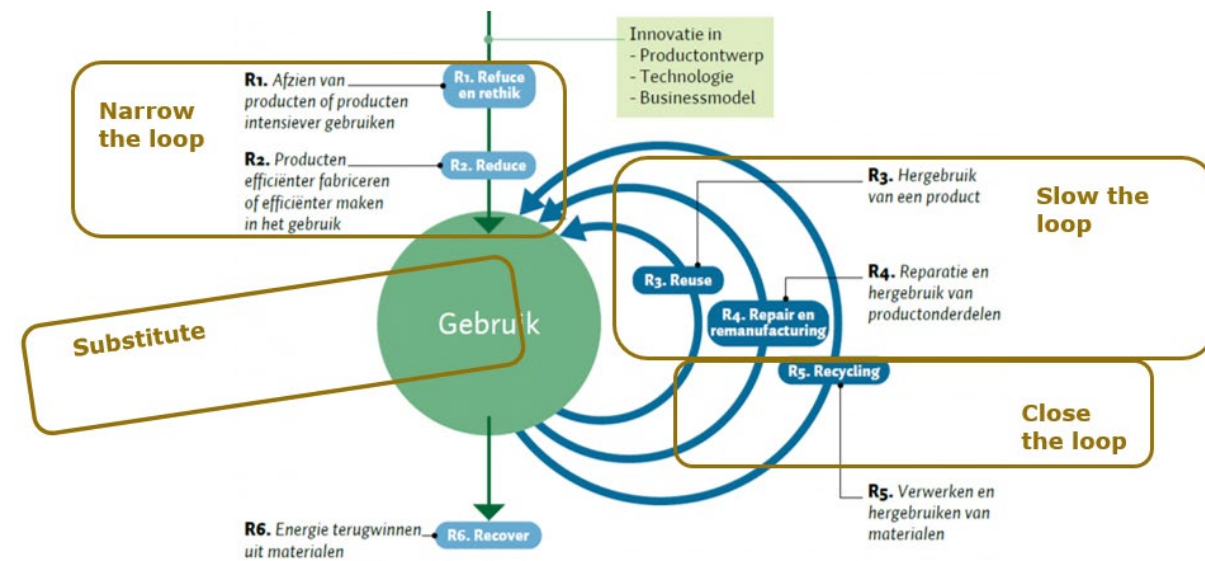 Innovatie in
- Productontwerp
- Technologie
- Businessmodel
Narrow
the loop
R1. Afzien van
producten of producten
intensiever gebruiken
R1. Refuce
en rethik
R2. Producten
efficiënter fabriceren
of efficiënter maken
in het gebruik
R2. Reduce
R3. Hergebruik
van een product
Slow the
loop
R3. Reuse
R4. Reparatie en
hergebruik van
productonderdelen
R4. Repair en
remanufacturing
Substitute
Gebruik
R5. Recycling
Close
the loop
R5. Verwerken en
hergebruiken van
materialen
R6. Energie terugwinnen
uit materialen
R6. Recover